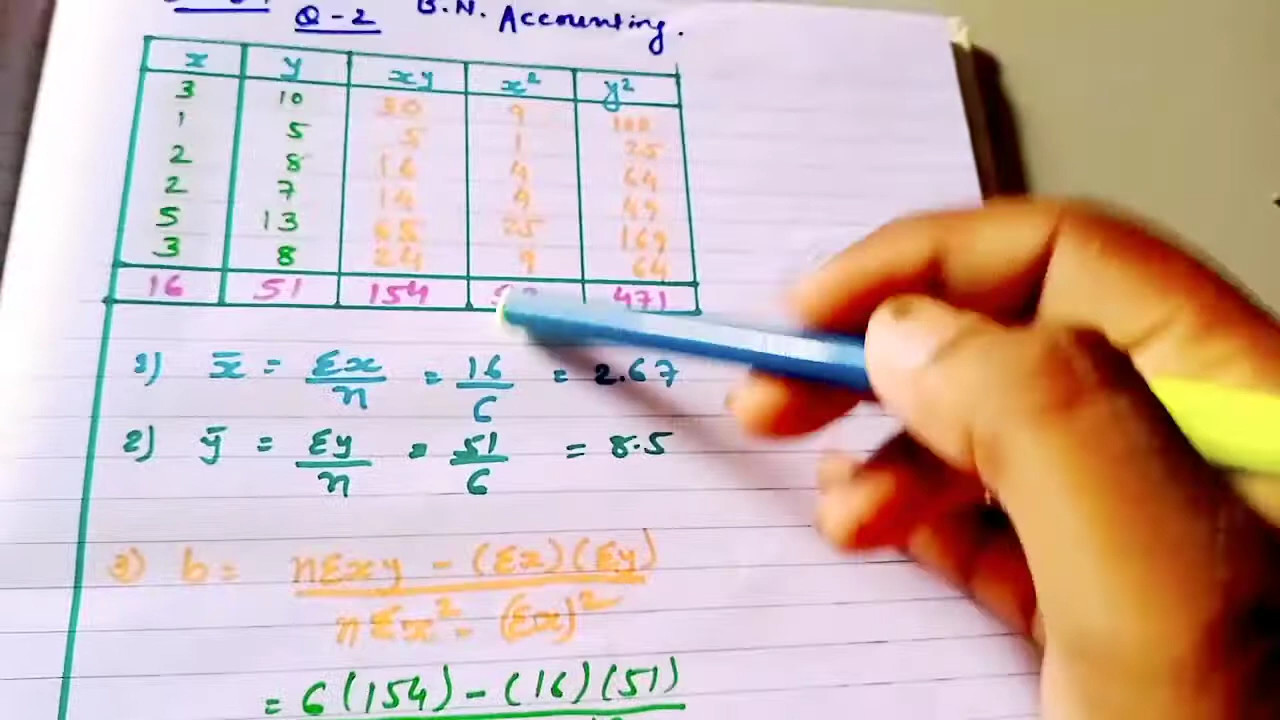 Q-2 B.N. Accounting.
x y xy x² y²
3 10 30 9 100
1 5 5 1 25
2 8 16 4 64
2 7 14 4 49
5 13 65 25 169
3 8 24 9 64
16 51 154 471
1) x̄ = Σx/n = 16/6 = 2.67
2) ȳ = Σy/n = 51/6 = 8.5
3) b = nΣxy - (Σx)(Σy) / nΣx² - (Σx)²
= 6(154) - (16)(51)